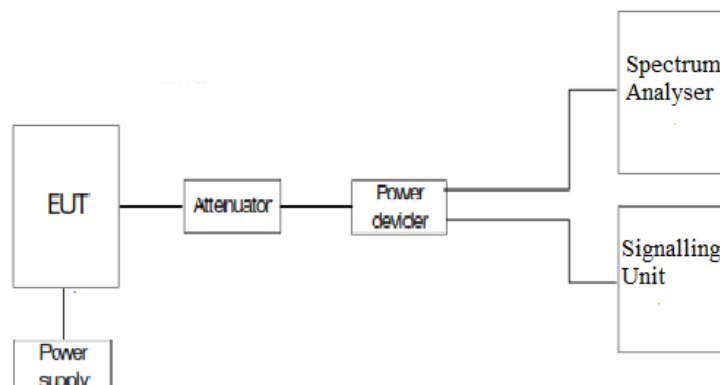 Spectrum
Analyser
EUT
Attenuator
Power
devider
Signalling
Unit
Power
supply